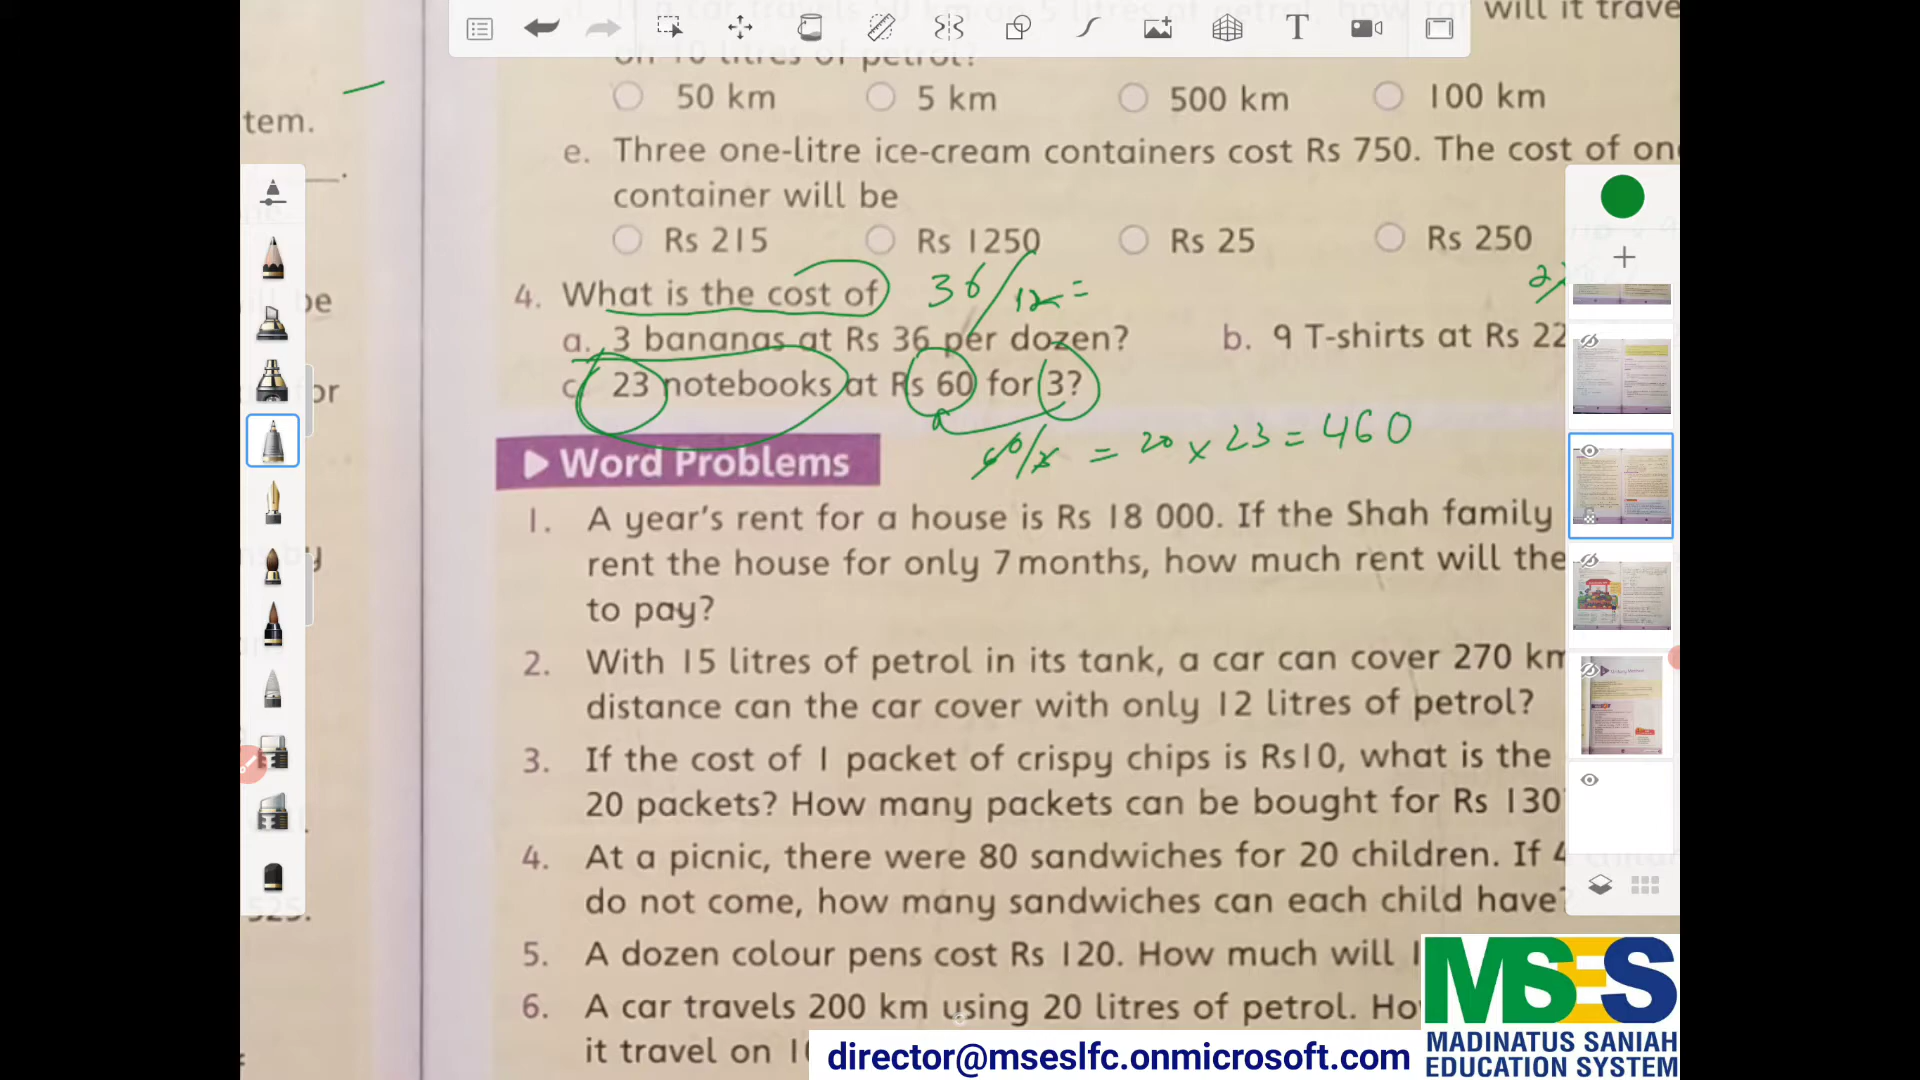 will it trave
on 10 litres of petrol?
tem.
50 km 5 km 500 km 100 km
e. Three one-litre ice-cream containers cost Rs 750. The cost of on
container will be
Rs 215 Rs 1250 Rs 25 Rs 250
be
4. What is the cost of 36/12 =
a. 3 bananas at Rs 36 per dozen? b. 9 T-shirts at Rs 22
c. 23 notebooks at Rs 60 for 3?
or
60/3 = 20 x 23 = 460
Word Problems
1. A year's rent for a house is Rs 18 000. If the Shah family
rent the house for only 7 months, how much rent will the
by
to pay?
2. With 15 litres of petrol in its tank, a car can cover 270 km
distance can the car cover with only 12 litres of petrol?
3. If the cost of 1 packet of crispy chips is Rs10, what is the
20 packets? How many packets can be bought for Rs 130
4. At a picnic, there were 80 sandwiches for 20 children. If 4
do not come, how many sandwiches can each child have?
525.
5. A dozen colour pens cost Rs 120. How much will
6. A car travels 200 km using 20 litres of petrol. Ho
it travel on
MSES
MADINATUS SANIAH
EDUCATION SYSTEM
director@mseslfc.onmicrosoft.com